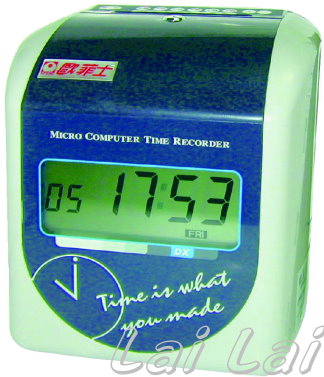 歐菲士
MICRO COMPUTER TIME RECORDER
05 17:53
FRI
DX
Time is what
you made
Lai Lai